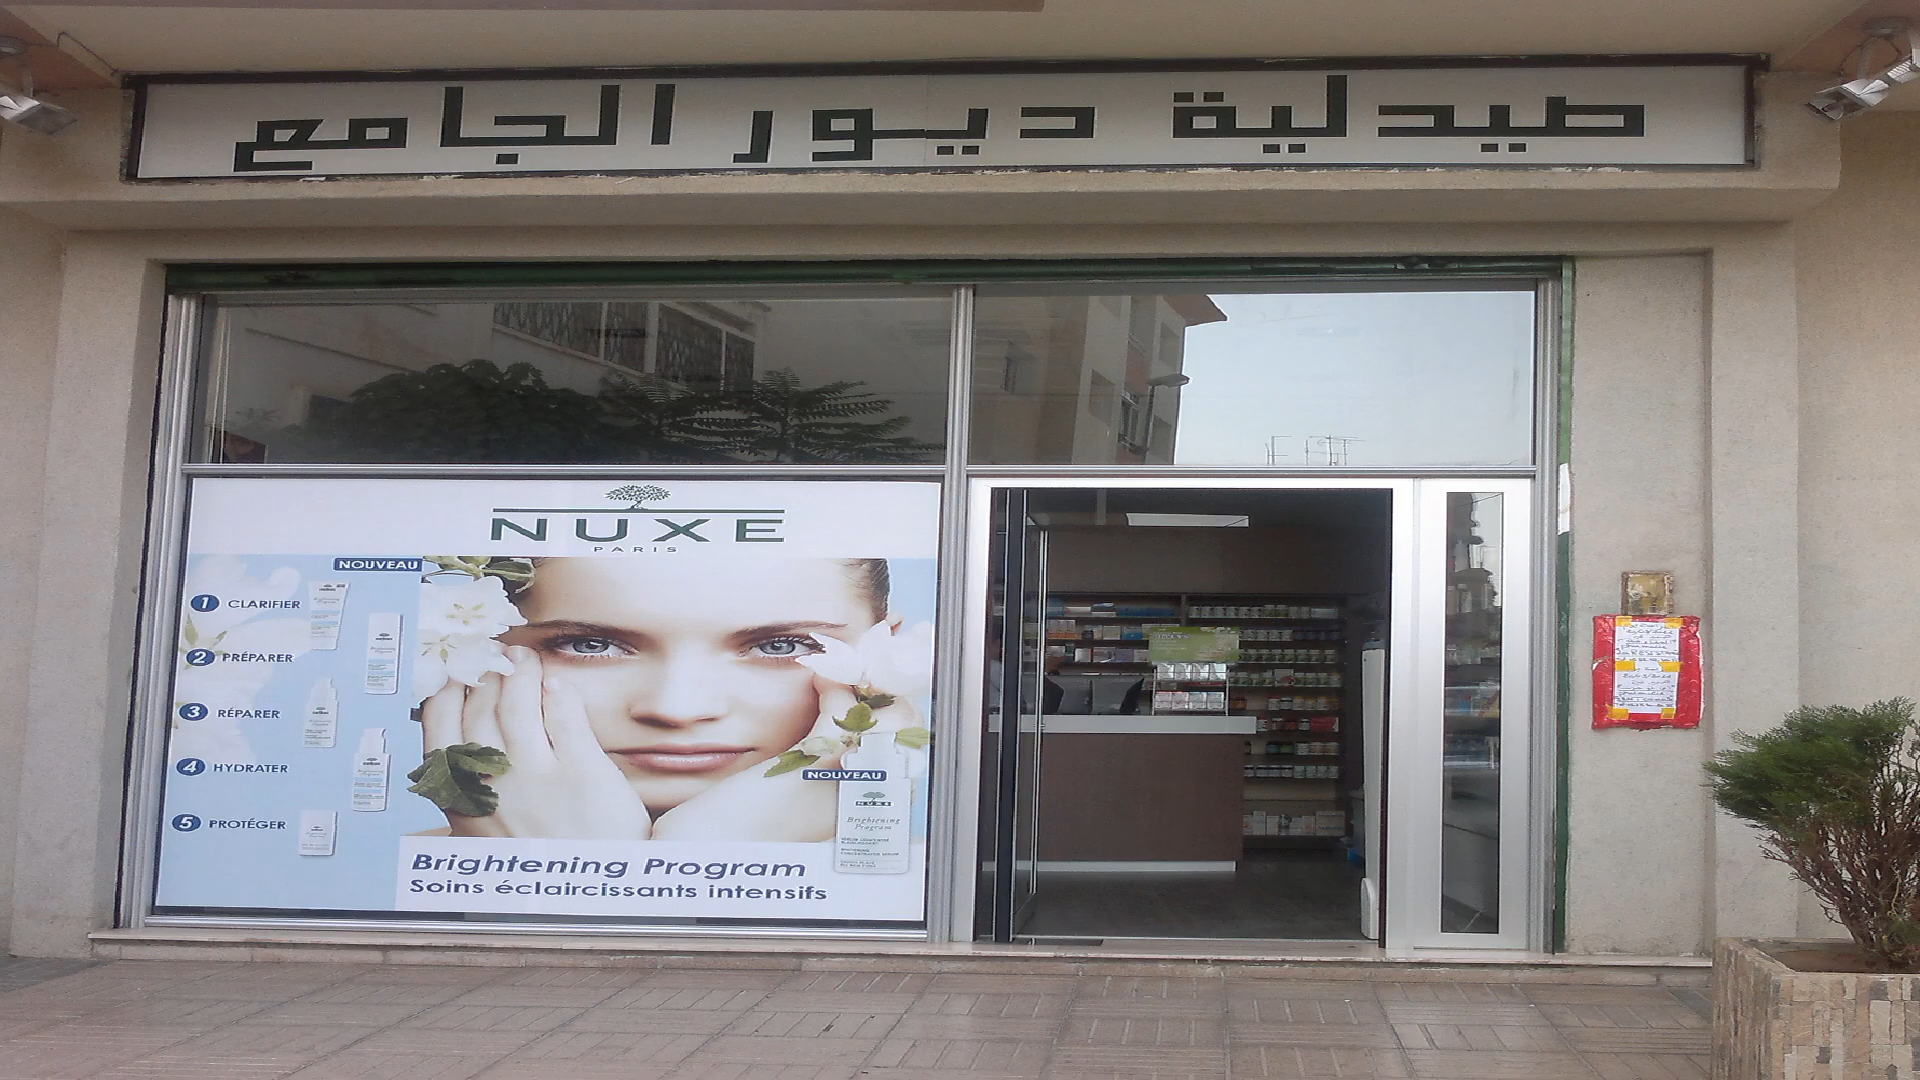 صيدلية ديور الجامع
NUXE
PARIS
NOUVEAU
1 CLARIFIER
2 PRÉPARER
3 RÉPARER
4 HYDRATER
5 PROTÉGER
NOUVEAU
NUXE
Brightening
Program
Brightening Program
Soins éclaircissants intensifs